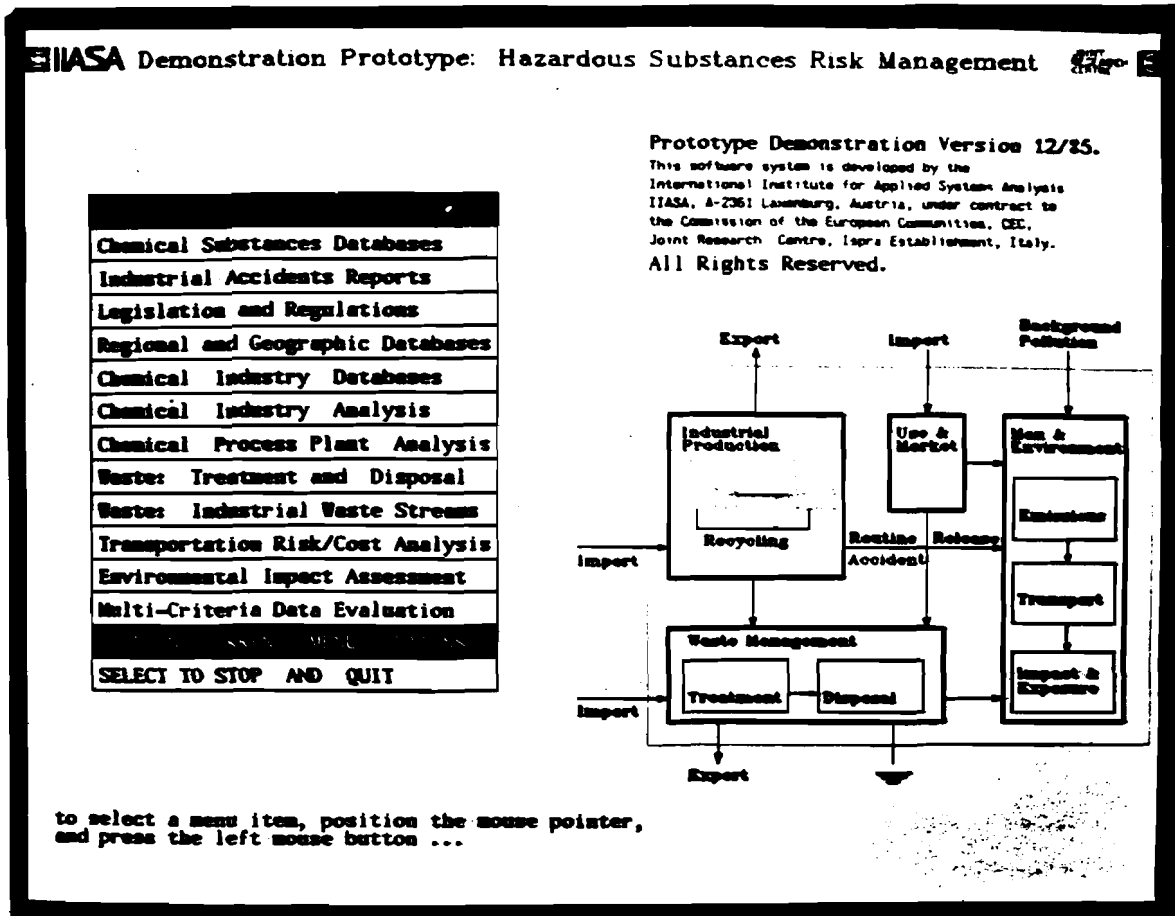 IIASA Demonstration Prototype: Hazardous Substances Risk Management
Prototype Demonstration Version 12/85.
This software system is developed by the
International Institute for Applied Systems Analysis
IIASA, A-2361 Laxenburg, Austria, under contract to
the Commission of the European Communities, CEC,
Joint Research Centre, Ispra Establishment, Italy.
All Rights Reserved.
Chemical Substances Databases
Industrial Accidents Reports
Legislation and Regulations
Regional and Geographic Databases
Chemical Industry Databases
Chemical Industry Analysis
Chemical Process Plant Analysis
Waste: Treatment and Disposal
Waste: Industrial Waste Streams
Transportation Risk/Cost Analysis
Environmental Impact Assessment
Multi-Criteria Data Evaluation
SELECT TO STOP AND QUIT
Export
Import
Background
Pollution
Industrial
Production
Use &
Market
Man &
Environment
Emissions
Recycling
Routine Release
Accident
Import
Transport
Waste Management
Treatment
Disposal
Impact &
Exposure
Import
Export
to select a menu item, position the mouse pointer,
and press the left mouse button ...